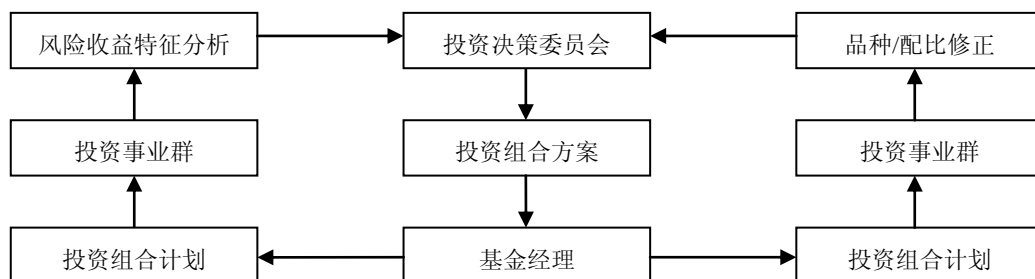 风险收益特征分析
投资决策委员会
品种/配比修正
投资事业群
投资组合方案
投资事业群
投资组合计划
基金经理
投资组合计划